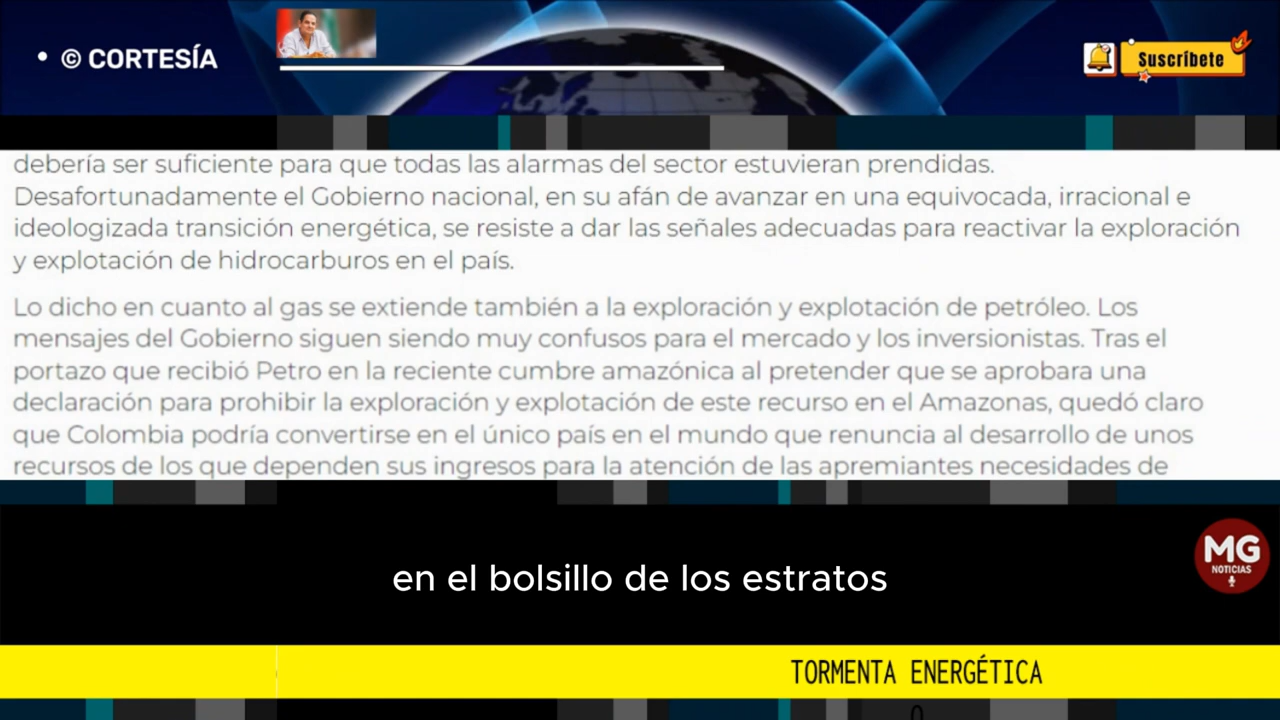 • © CORTESÍA
Suscríbete
debería ser suficiente para que todas las alarmas del sector estuvieran prendidas.
Desafortunadamente el Gobierno nacional, en su afán de avanzar en una equivocada, irracional e
ideologizada transición energética, se resiste a dar las señales adecuadas para reactivar la exploración
y explotación de hidrocarburos en el país.
Lo dicho en cuanto al gas se extiende también a la exploración y explotación de petróleo. Los
mensajes del Gobierno siguen siendo muy confusos para el mercado y los inversionistas. Tras el
portazo que recibió Petro en la reciente cumbre amazónica al pretender que se aprobara una
declaración para prohibir la exploración y explotación de este recurso en el Amazonas, quedó claro
que Colombia podría convertirse en el único país en el mundo que renuncia al desarrollo de unos
recursos de los que dependen sus ingresos para la atención de las apremiantes necesidades de
en el bolsillo de los estratos
MG
NOTICIAS
TORMENTA ENERGÉTICA